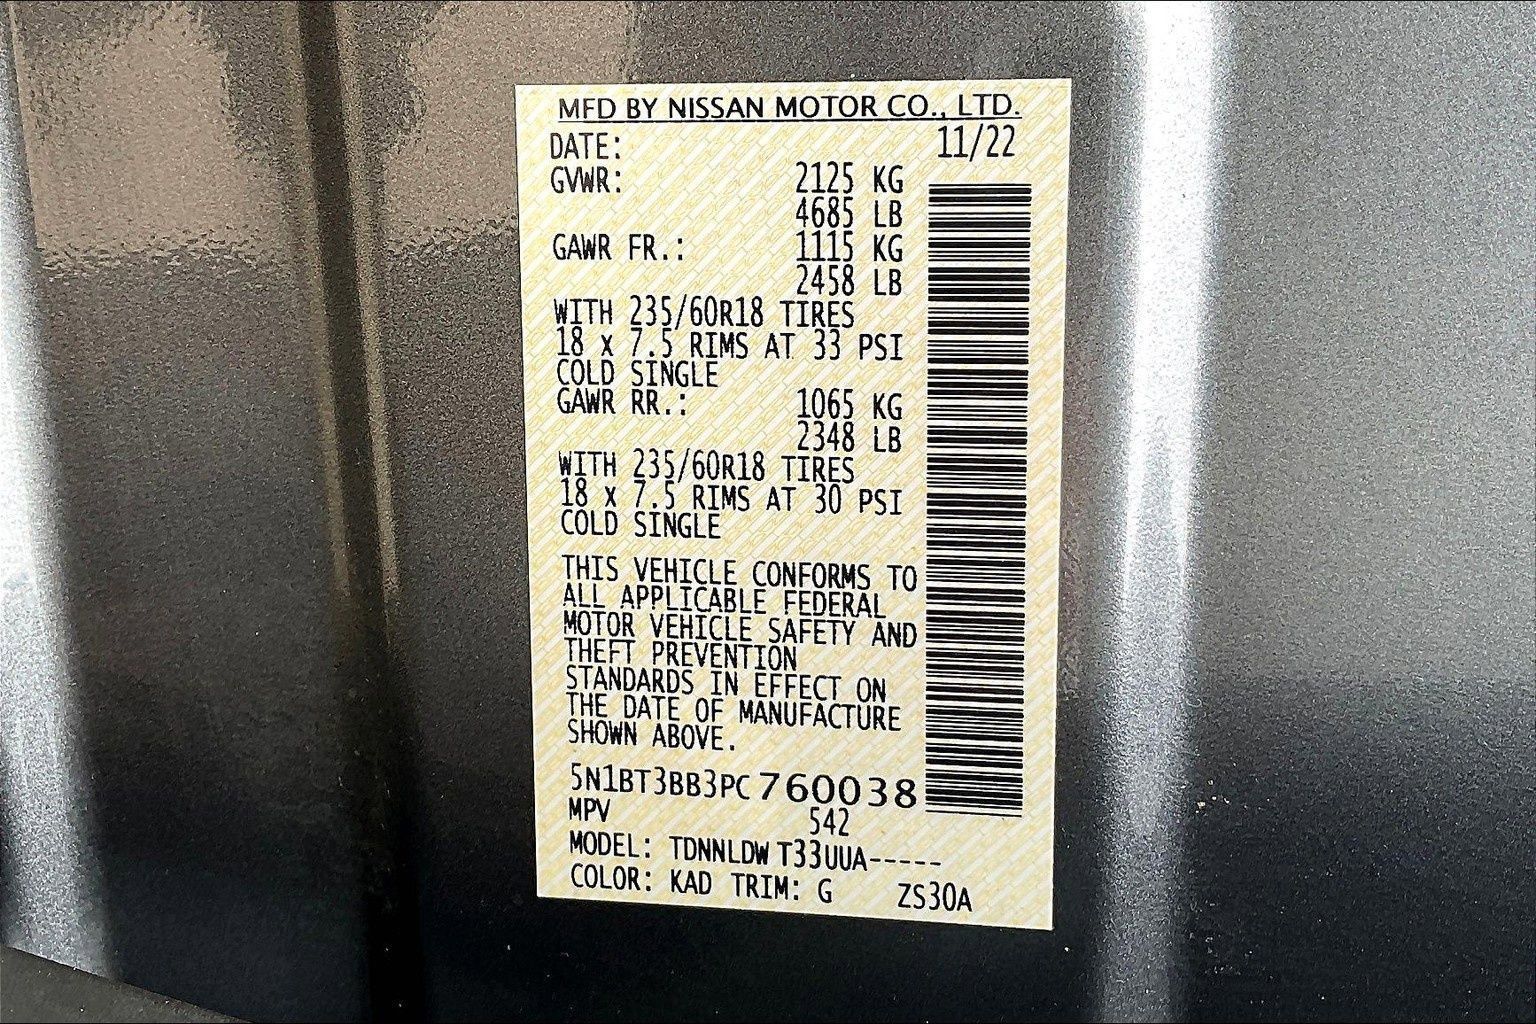 MFD BY NISSAN MOTOR CO., LTD.
DATE: 11/22
GVWR: 2125 KG
4685 LB
GAWR FR.: 1115 KG
2458 LB
WITH 235/60R18 TIRES
18 x 7.5 RIMS AT 33 PSI
COLD SINGLE
GAWR RR.: 1065 KG
2348 LB
WITH 235/60R18 TIRES
18 x 7.5 RIMS AT 30 PSI
COLD SINGLE
THIS VEHICLE CONFORMS TO
ALL APPLICABLE FEDERAL
MOTOR VEHICLE SAFETY AND
THEFT PREVENTION
STANDARDS IN EFFECT ON
THE DATE OF MANUFACTURE
SHOWN ABOVE.
5N1BT3BB3PC760038
MPV 542
MODEL: TDNNLDW T33UUA-----
COLOR: KAD TRIM: G ZS30A